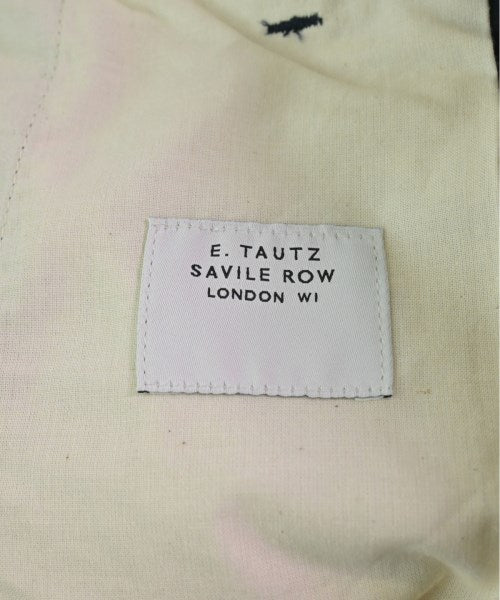 E. TAUTZ
SAVILE ROW
LONDON W1